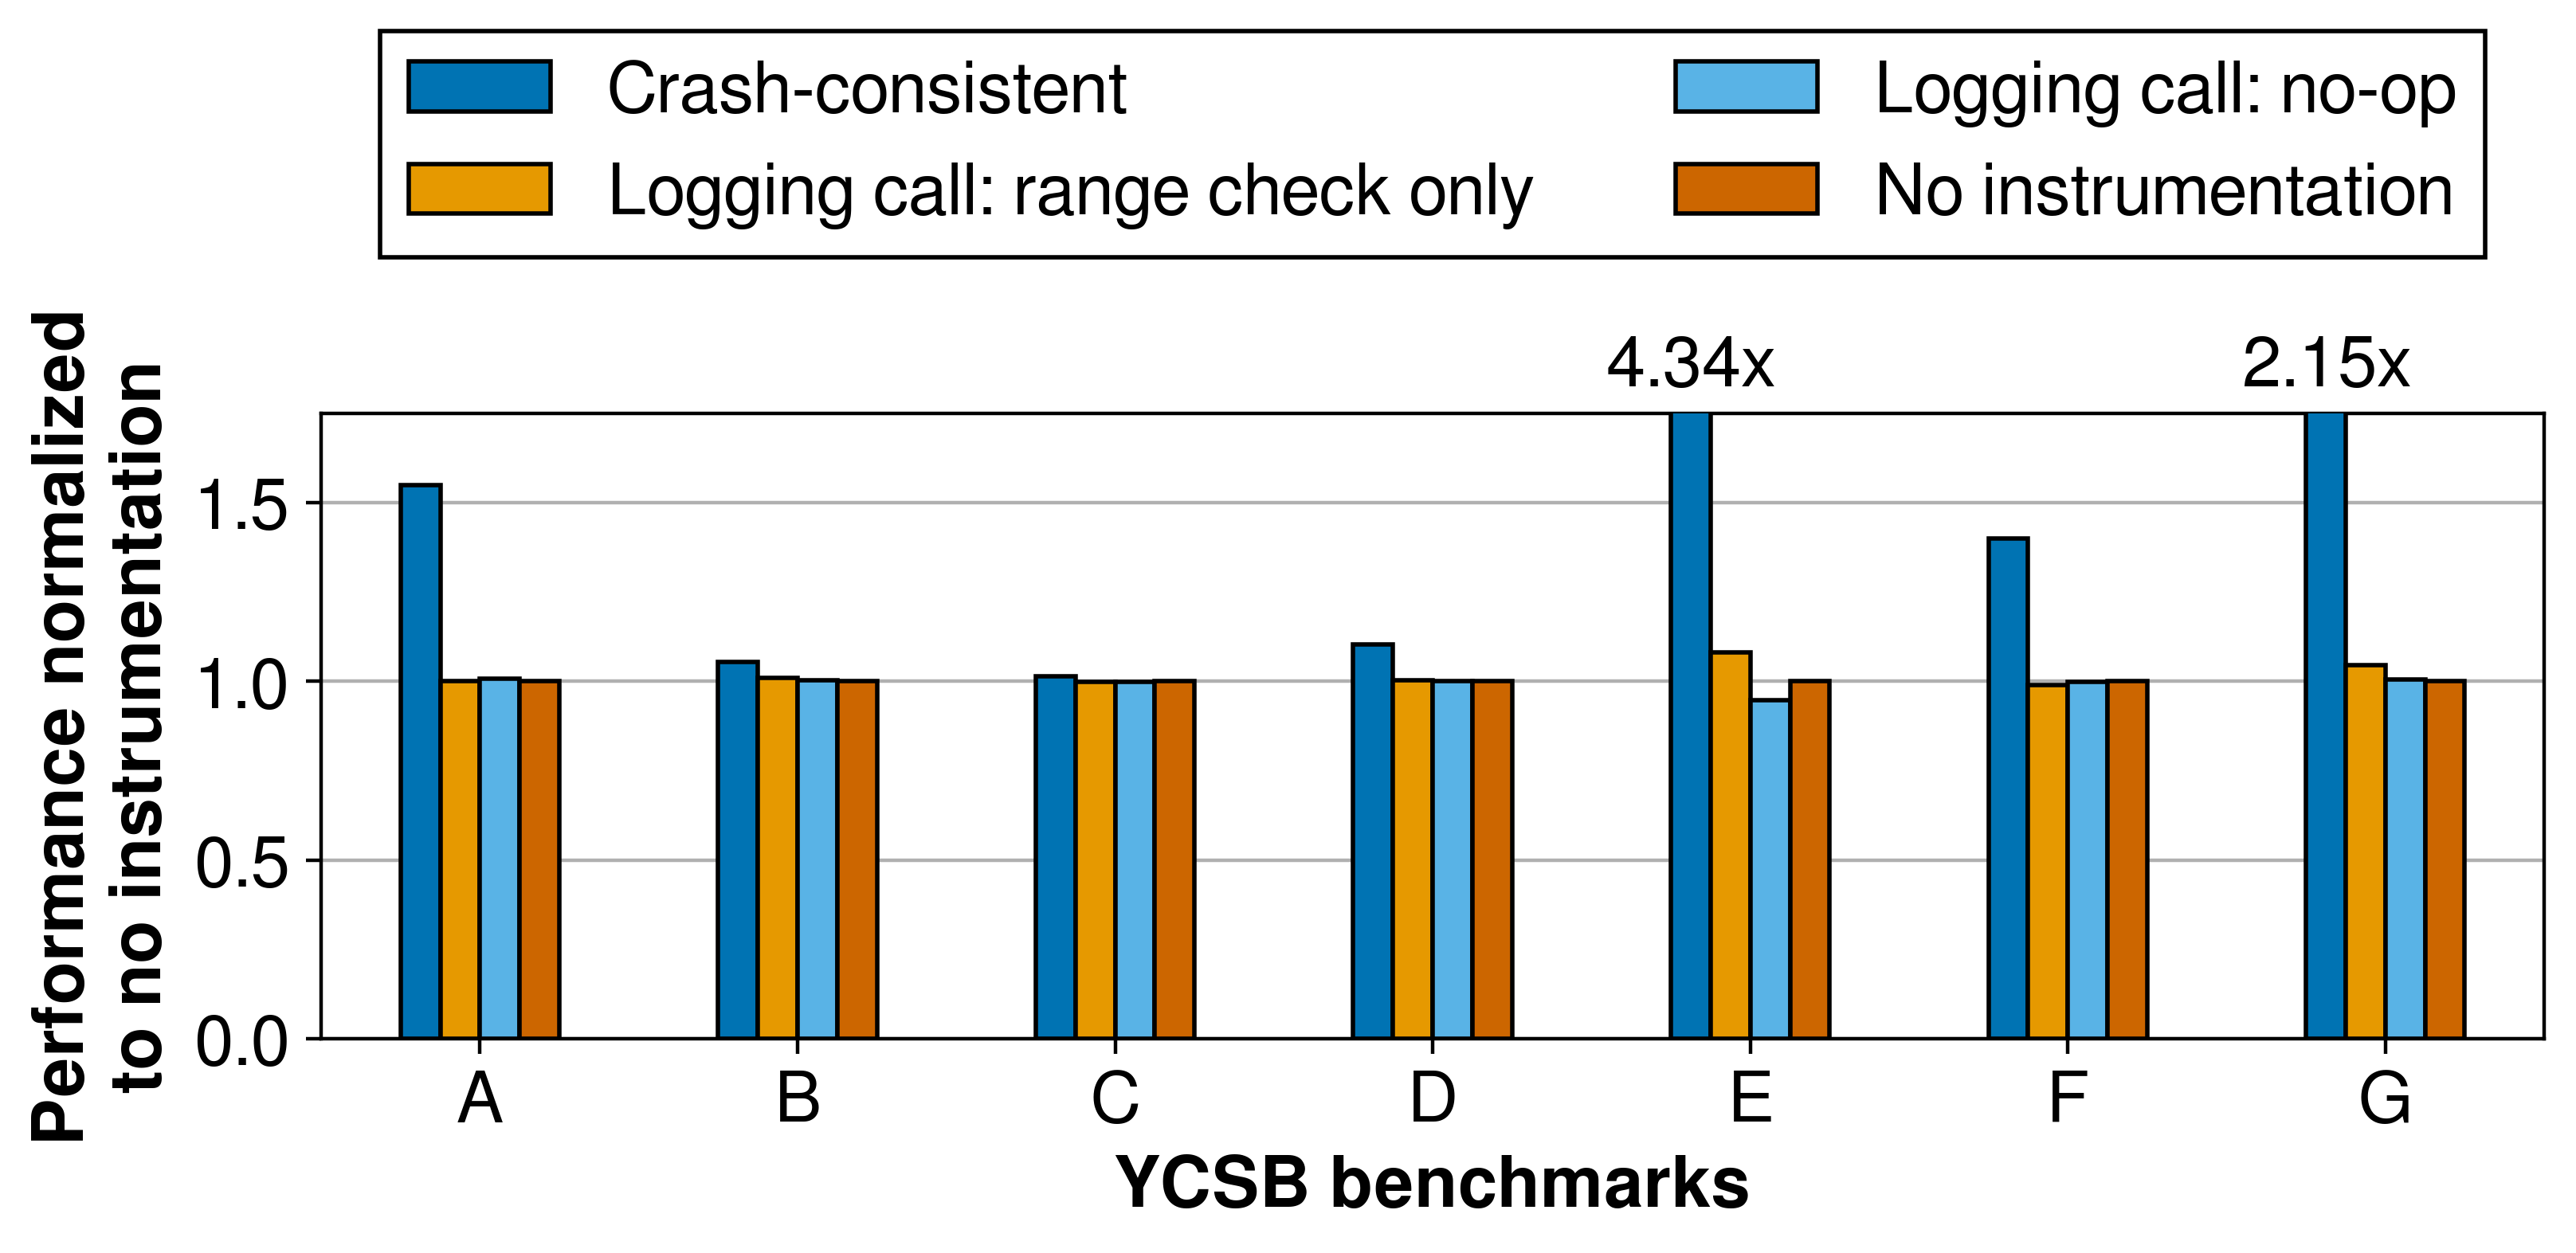 Crash-consistent
Logging call: range check only
Logging call: no-op
No instrumentation
4.34x
2.15x
Performance normalized
to no instrumentation
1.5
1.0
0.5
0.0
A
B
C
D
E
F
G
YCSB benchmarks